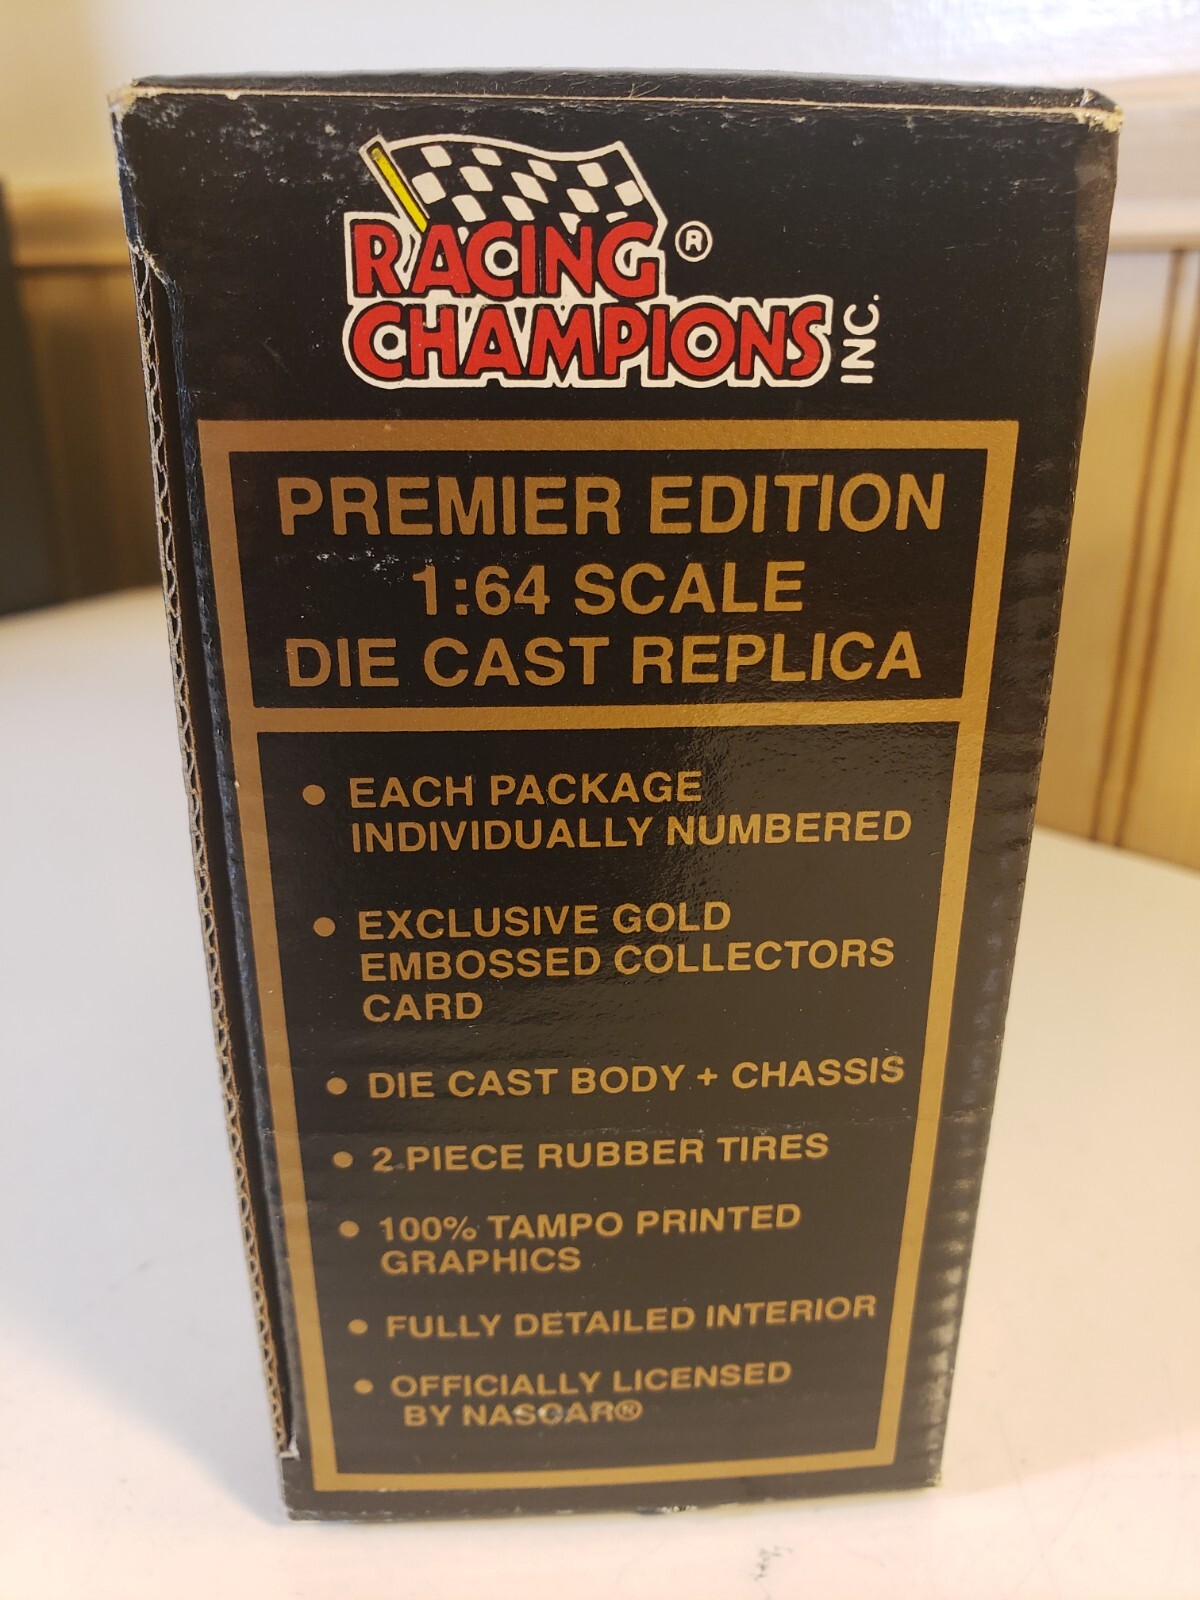 RACING ®
CHAMPIONS INC.
PREMIER EDITION
1:64 SCALE
DIE CAST REPLICA
• EACH PACKAGE
INDIVIDUALLY NUMBERED
• EXCLUSIVE GOLD
EMBOSSED COLLECTORS
CARD
• DIE CAST BODY + CHASSIS
• 2 PIECE RUBBER TIRES
• 100% TAMPO PRINTED
GRAPHICS
• FULLY DETAILED INTERIOR
• OFFICIALLY LICENSED
BY NASCAR®